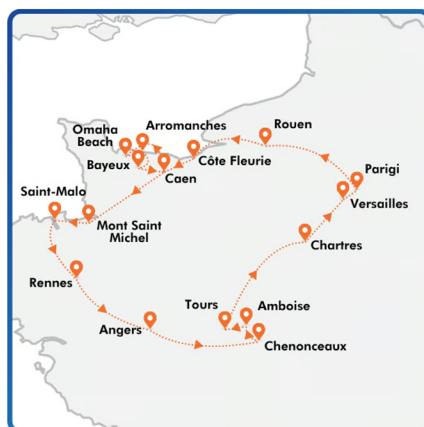 Omaha
Beach
Arromanches
Rouen
Bayeux
Côte Fleurie
Caen
Parigi
Versailles
Saint-Malo
Mont Saint
Michel
Chartres
Rennes
Tours
Amboise
Angers
Chenonceaux